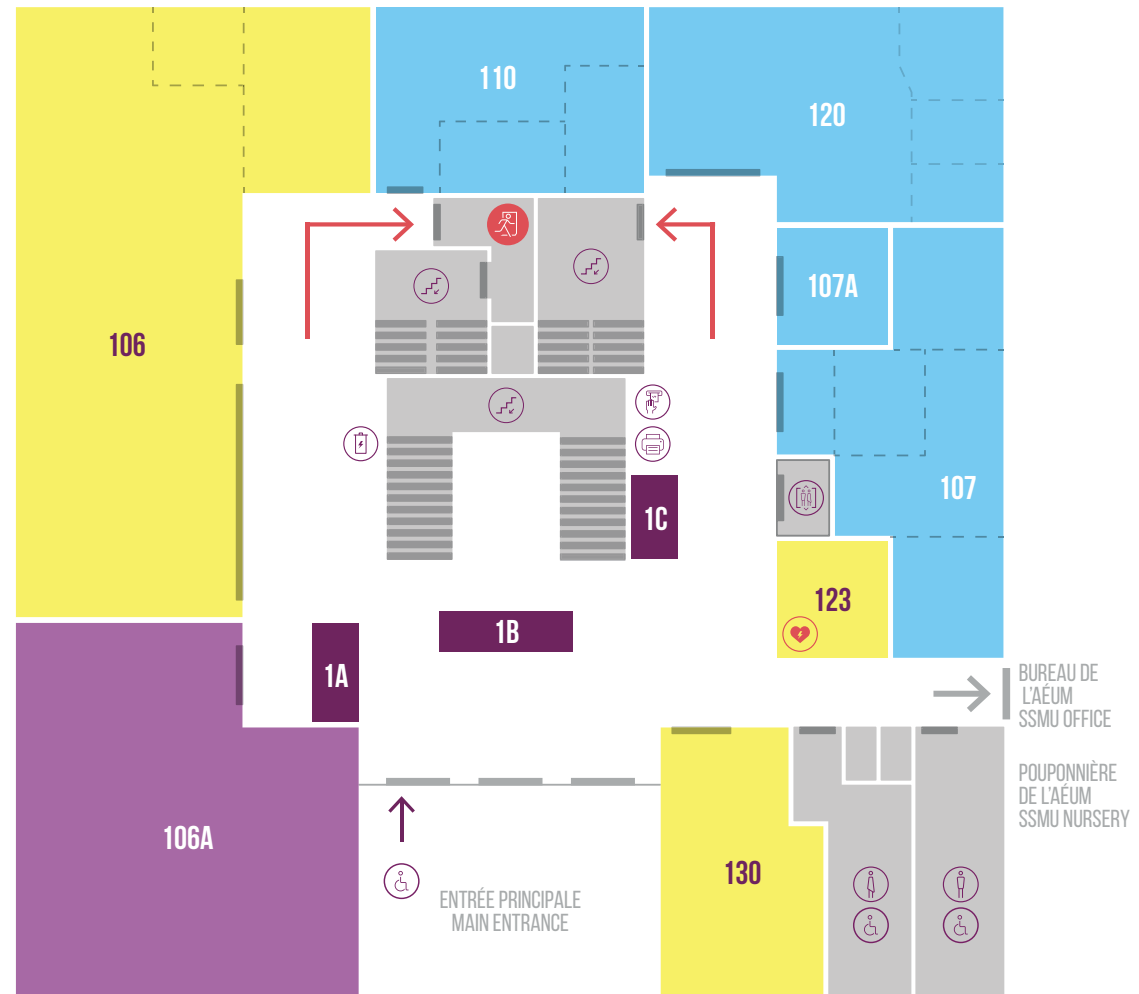 110
120
107A
106
107
1C
123
1B
1A
BUREAU DE
L'AÉUM
SSMU OFFICE
POUPONNIÈRE
DE L'AÉUM
SSMU NURSERY
106A
130
ENTRÉE PRINCIPALE
MAIN ENTRANCE